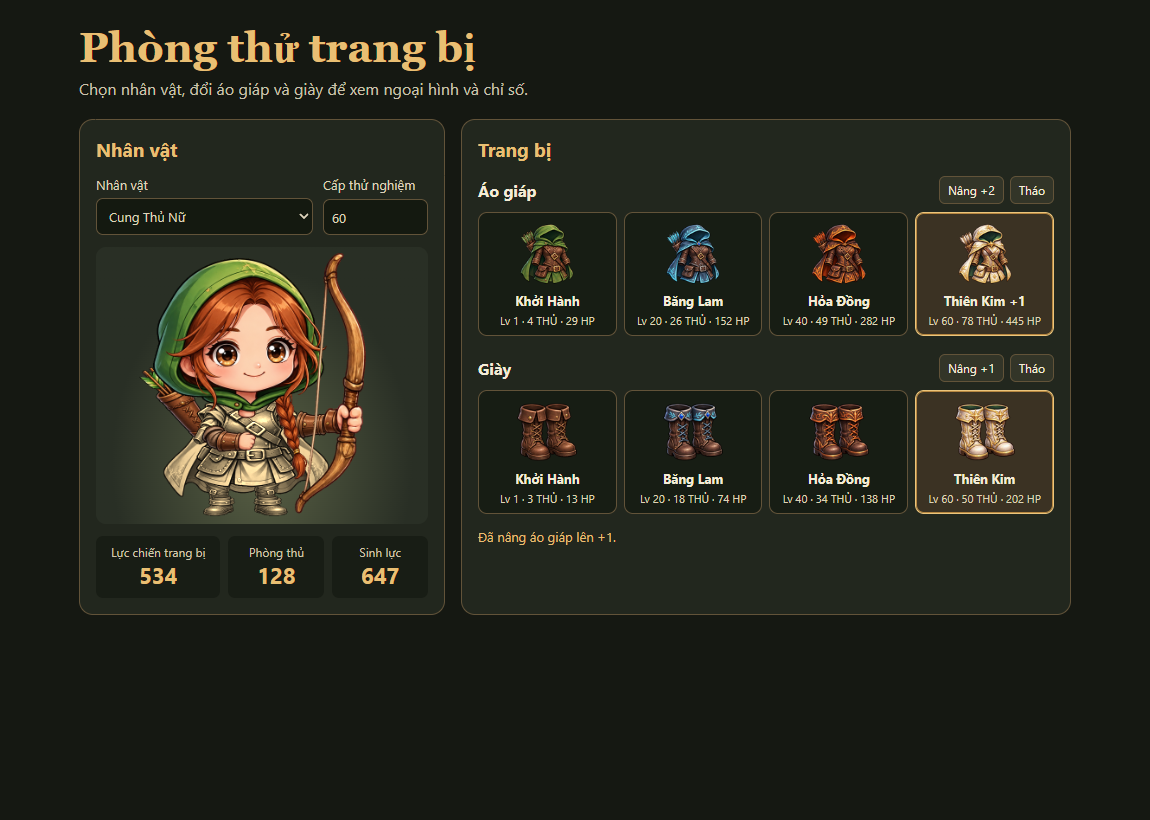 Phòng thử trang bị
Chọn nhân vật, đổi áo giáp và giày để xem ngoại hình và chỉ số.
Nhân vật
Nhân vật
Cấp thử nghiệm
Cung Thủ Nữ
60
Lực chiến trang bị
534
Phòng thủ
128
Sinh lực
647
Trang bị
Áo giáp
Nâng +2
Tháo
Khởi Hành
Lv 1 · 4 THỦ · 29 HP
Băng Lam
Lv 20 · 26 THỦ · 152 HP
Hỏa Đồng
Lv 40 · 49 THỦ · 282 HP
Thiên Kim +1
Lv 60 · 78 THỦ · 445 HP
Giày
Nâng +1
Tháo
Khởi Hành
Lv 1 · 3 THỦ · 13 HP
Băng Lam
Lv 20 · 18 THỦ · 74 HP
Hỏa Đồng
Lv 40 · 34 THỦ · 138 HP
Thiên Kim
Lv 60 · 50 THỦ · 202 HP
Đã nâng áo giáp lên +1.